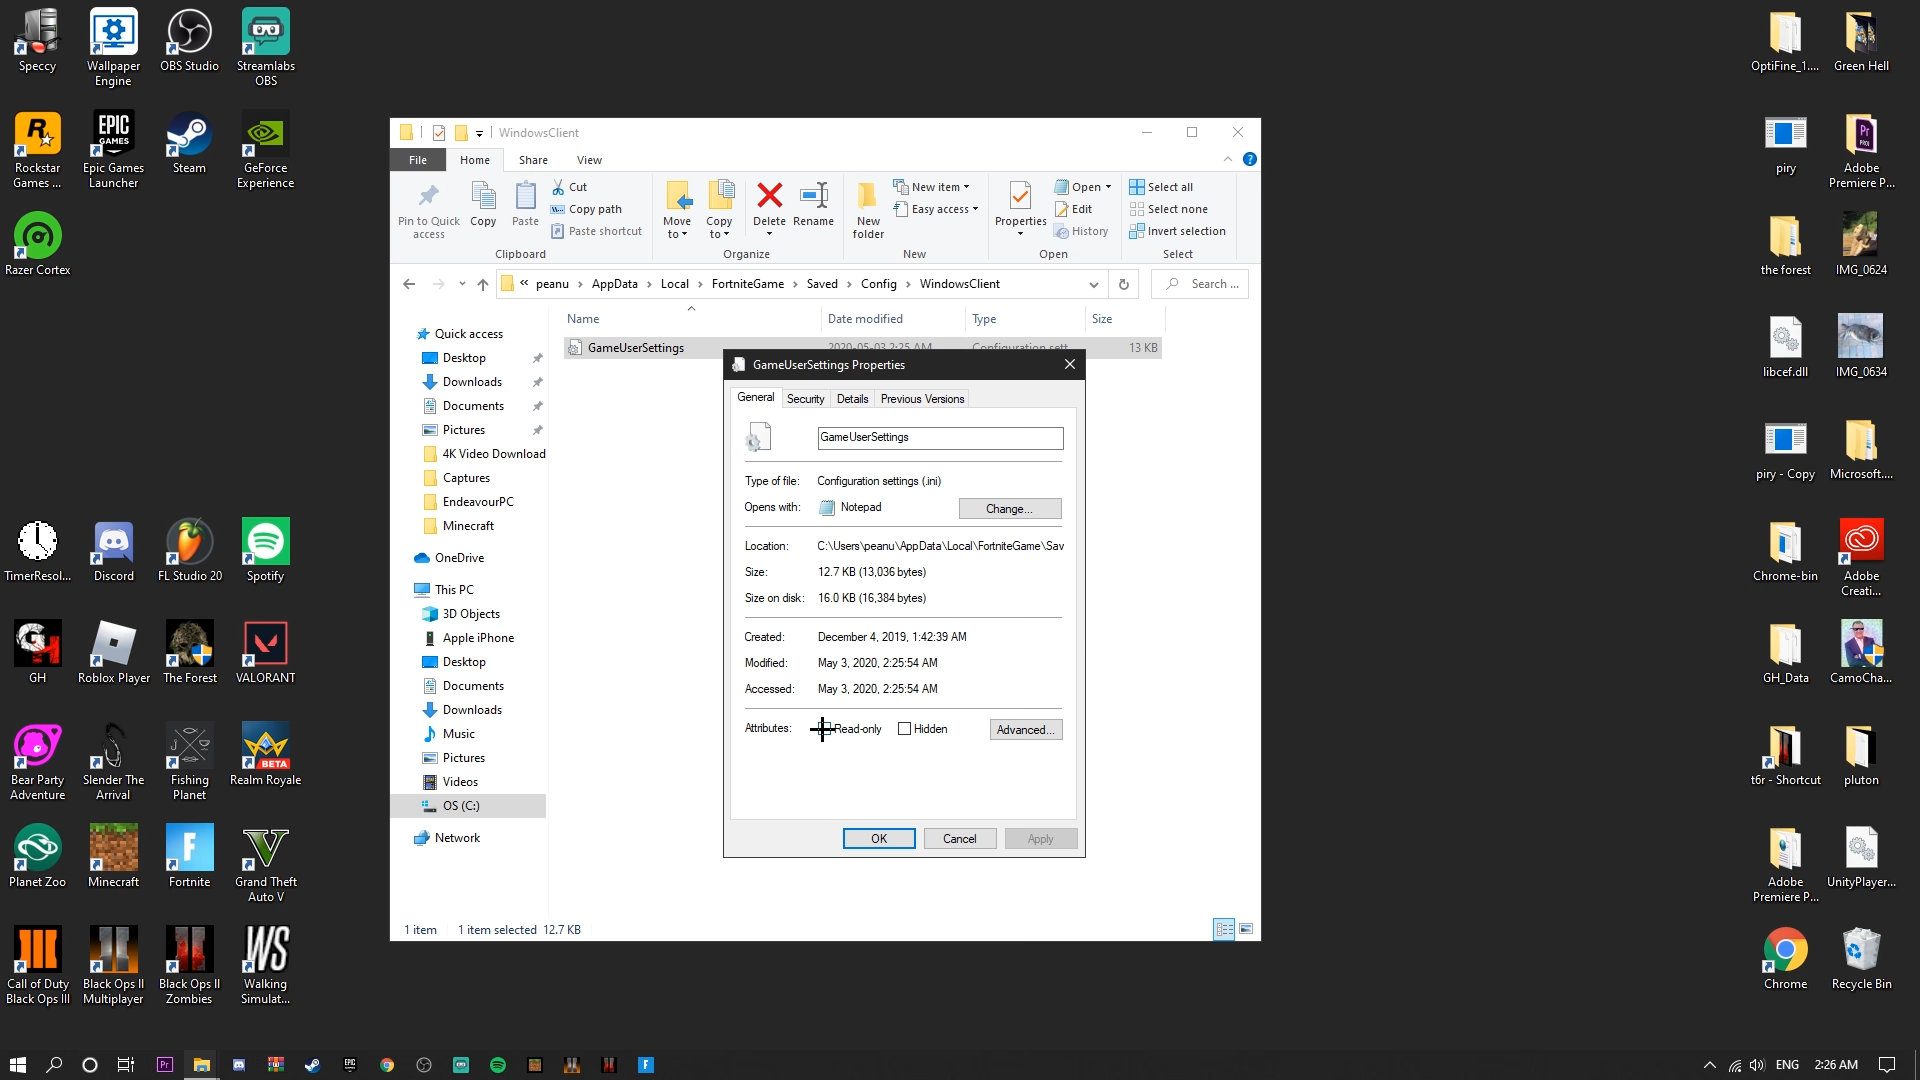 Speccy
Wallpaper
Engine
OBS Studio
Streamlabs
OBS
Rockstar
Games ...
EPIC
GAMES
Epic Games
Launcher
Steam
GeForce
Experience
Razer Cortex
TimerResol...
Discord
FL Studio 20
Spotify
GH
Roblox Player
The Forest
VALORANT
Bear Party
Adventure
Slender The
Arrival
Fishing
Planet
BETA
Realm Royale
Planet Zoo
Minecraft
Fortnite
Grand Theft
Auto V
Call of Duty
Black Ops III
Black Ops II
Multiplayer
Black Ops II
Zombies
WS
Walking
Simulat...
WindowsClient
File
Home
Share
View
Pin to Quick
access
Copy
Paste
Cut
Copy path
Paste shortcut
Clipboard
Move
to
Copy
to
Delete
Rename
Organize
New
folder
New item
Easy access
New
Properties
Open
Edit
History
Open
Select all
Select none
Invert selection
Select
« peanu › AppData › Local › FortniteGame › Saved › Config › WindowsClient
Search ...
Name
Date modified
Type
Size
GameUserSettings
2020-05-03 2:25 AM
Configuration sett...
13 KB
Quick access
Desktop
Downloads
Documents
Pictures
4K Video Download
Captures
EndeavourPC
Minecraft
OneDrive
This PC
3D Objects
Apple iPhone
Desktop
Documents
Downloads
Music
Pictures
Videos
OS (C:)
Network
1 item
1 item selected 12.7 KB
GameUserSettings Properties
General
Security
Details
Previous Versions
GameUserSettings
Type of file: Configuration settings (.ini)
Opens with: Notepad
Change...
Location: C:\Users\peanu\AppData\Local\FortniteGame\Sav
Size: 12.7 KB (13,036 bytes)
Size on disk: 16.0 KB (16,384 bytes)
Created: December 4, 2019, 1:42:39 AM
Modified: May 3, 2020, 2:25:54 AM
Accessed: May 3, 2020, 2:25:54 AM
Attributes: Read-only Hidden
Advanced...
OK
Cancel
Apply
OptiFine_1....
Green Hell
piry
Adobe
Premiere P...
the forest
IMG_0624
libcef.dll
IMG_0634
piry - Copy
Microsoft....
Chrome-bin
Adobe
Creati...
GH_Data
CamoCha...
t6r - Shortcut
pluton
Adobe
Premiere P...
UnityPlayer...
Chrome
Recycle Bin
ENG
2:26 AM